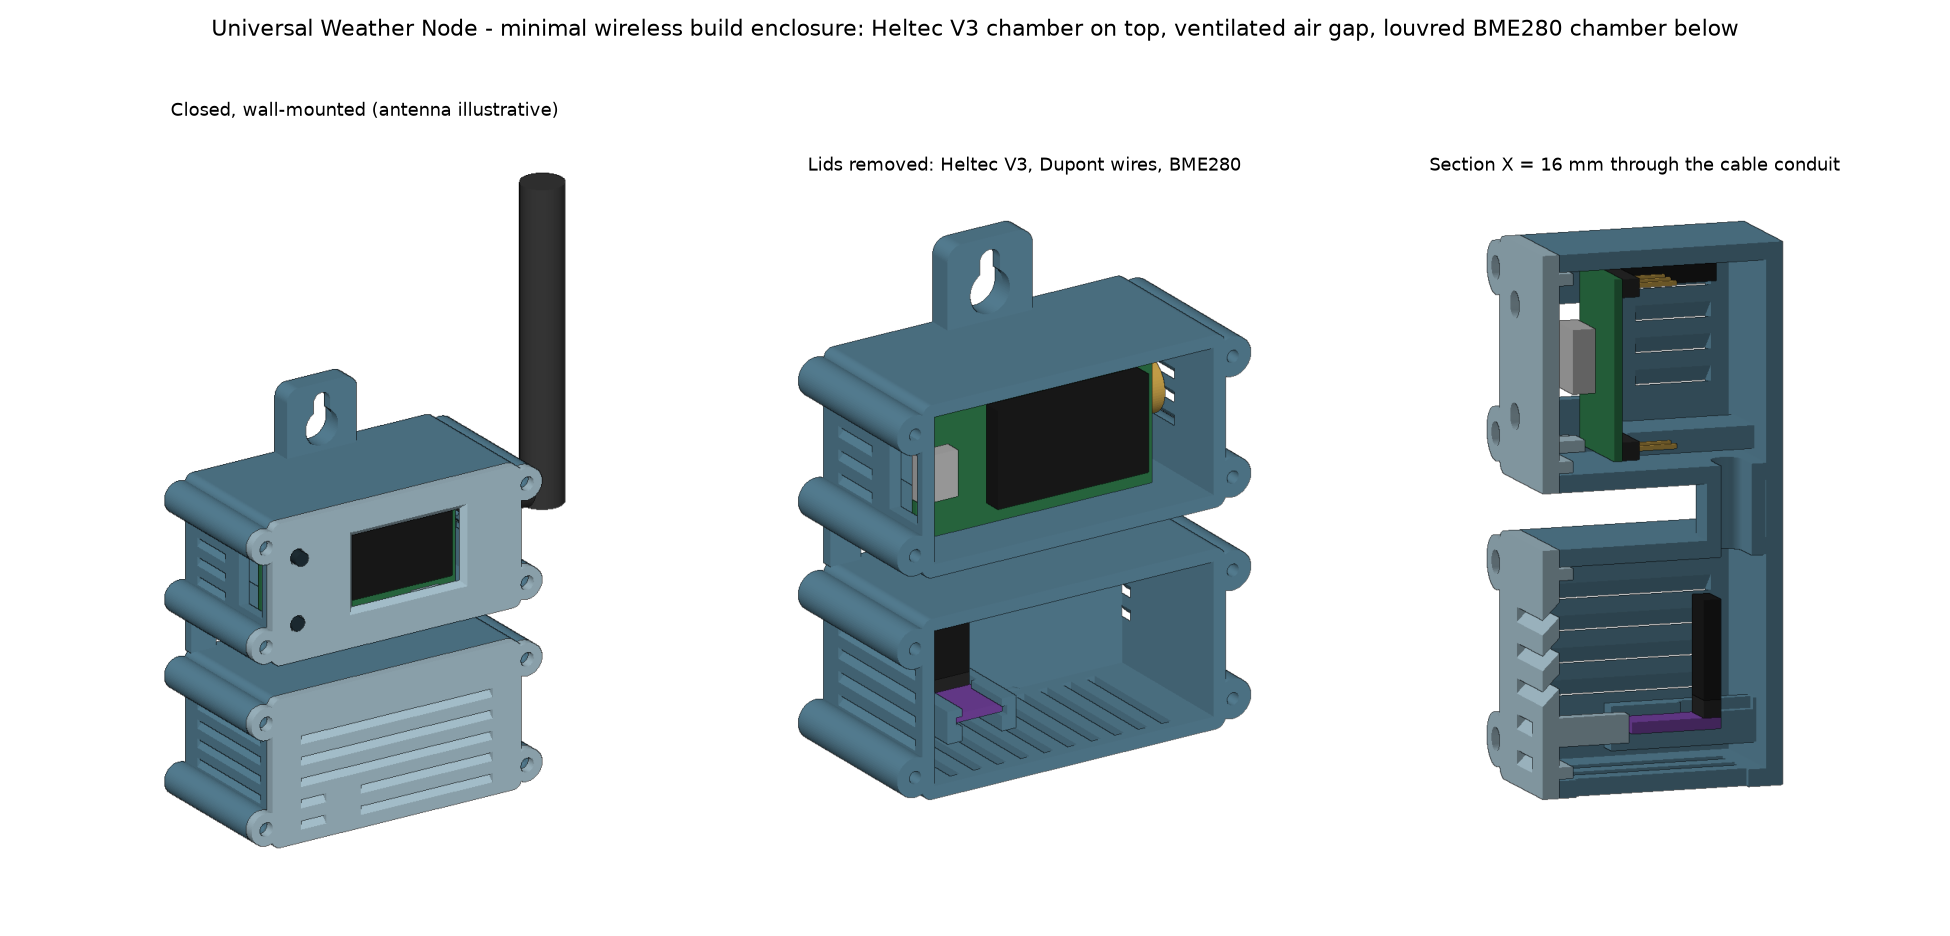 Universal Weather Node - minimal wireless build enclosure: Heltec V3 chamber on top, ventilated air gap, louvred BME280 chamber below
Closed, wall-mounted (antenna illustrative)
Lids removed: Heltec V3, Dupont wires, BME280
Section X = 16 mm through the cable conduit